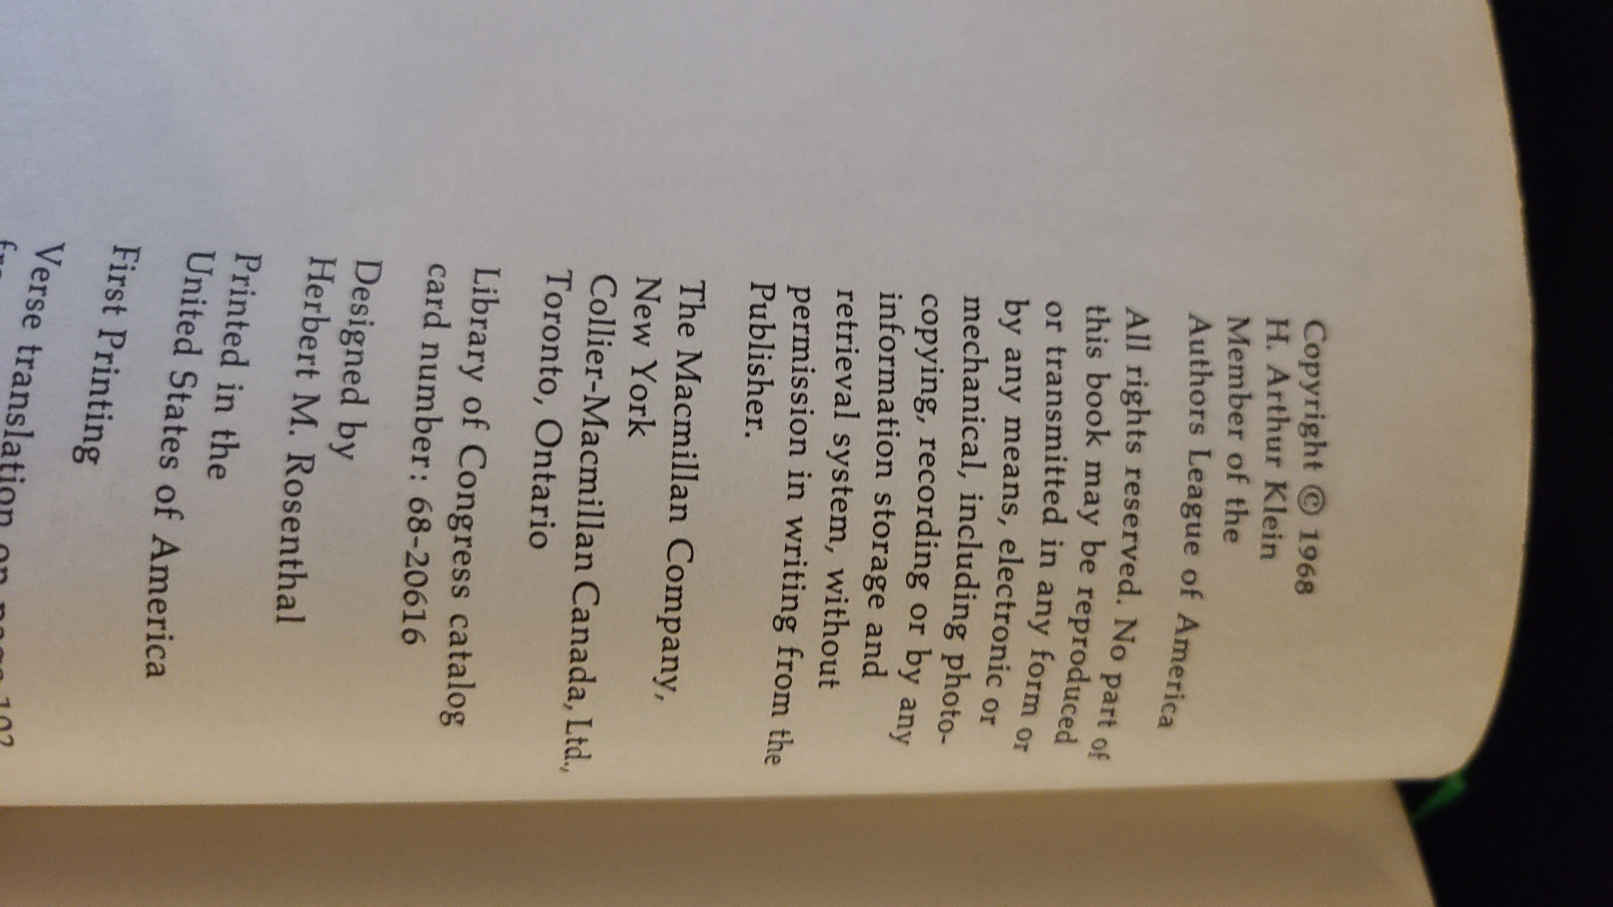 Copyright © 1968
H. Arthur Klein
Member of the
Authors League of America
All rights reserved. No part of
this book may be reproduced
or transmitted in any form or
by any means, electronic or
mechanical, including photo-
copying, recording or by any
information storage and
retrieval system, without
permission in writing from the
Publisher.
The Macmillan Company,
New York
Collier-Macmillan Canada, Ltd.,
Toronto, Ontario
Library of Congress catalog
card number: 68-20616
Designed by
Herbert M. Rosenthal
Printed in the
United States of America
First Printing
Verse translation on page 102